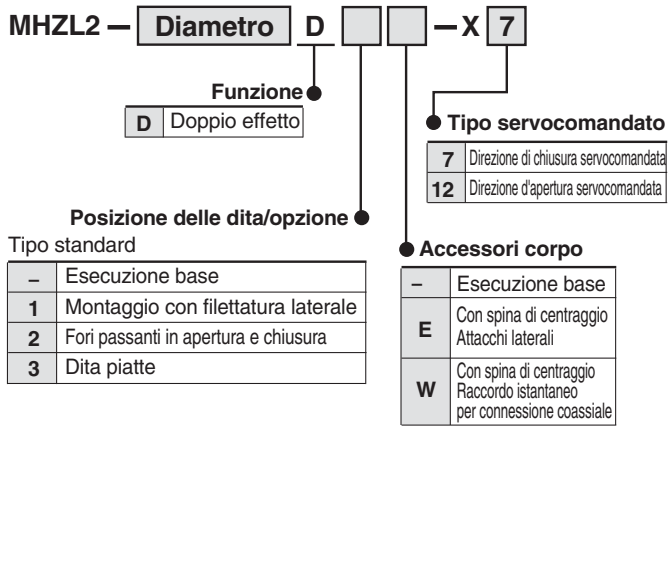 MHZL2 — Diametro D — X 7
Funzione
D Doppio effetto
Tipo servocomandato
7 Direzione di chiusura servocomandata
12 Direzione d'apertura servocomandata
Posizione delle dita/opzione
Tipo standard
– Esecuzione base
1 Montaggio con filettatura laterale
2 Fori passanti in apertura e chiusura
3 Dita piatte
Accessori corpo
– Esecuzione base
E Con spina di centraggio
Attacchi laterali
W Con spina di centraggio
Raccordo istantaneo
per connessione coassiale